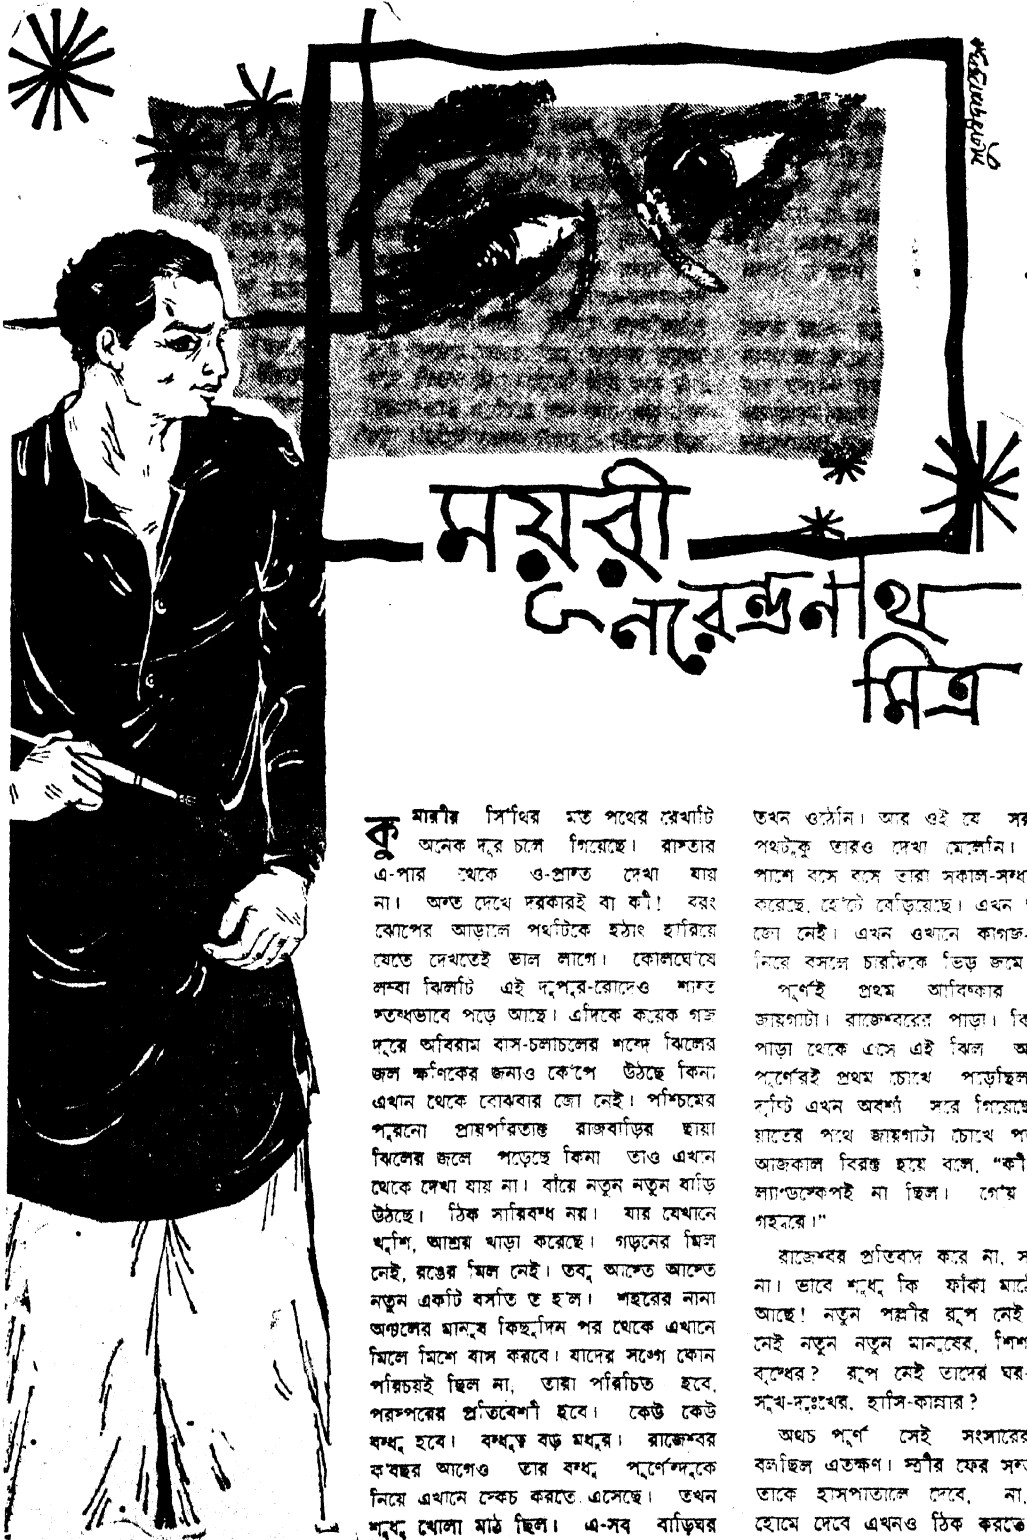 ময়ূরী
নরেন্দ্রনাথ
মিত্র
কুমারীর সিঁথির মত পথের রেখাটি
অনেক দূর চলে গিয়েছে। রাস্তার
এ-পার থেকে ও-প্রান্ত দেখা যায়
না। অন্ত দেখে দরকারই বা কী! বরং
ঝোপের আড়ালে পথটিকে হঠাৎ হারিয়ে
যেতে দেখতেই ভাল লাগে। কোলঘেঁষে
লম্বা ঝিলটি এই দুপুর-রোদেও শান্ত
স্তব্ধভাবে পড়ে আছে। এদিকে কয়েক গজ
দূরে অবিরাম বাস-চলাচলের শব্দে ঝিলের
জল ক্ষণিকের জন্যও কেঁপে উঠছে কিনা
এখান থেকে বোঝবার জো নেই। পশ্চিমের
পুরনো প্রায়পরিত্যক্ত রাজবাড়ির ছায়া
ঝিলের জলে পড়েছে কিনা তাও এখান
থেকে দেখা যায় না। বাঁয়ে নতুন নতুন বাড়ি
উঠছে। ঠিক সারিবন্ধ নয়। যার যেখানে
খুশি, আশ্রয় খাড়া করেছে। গড়নের মিল
নেই, রঙের মিল নেই। তবু আস্তে আস্তে
নতুন একটি বসতি ত হ'ল। শহরের নানা
অঞ্চলের মানুষ কিছুদিন পর থেকে এখানে
মিলে মিশে বাস করবে। যাদের সঙ্গে কোন
পরিচয়ই ছিল না, তারা পরিচিত হবে,
পরস্পরের প্রতিবেশী হবে। কেউ কেউ
বন্ধু হবে। বন্ধুত্ব বড় মধুর। রাজেশ্বর
ক'বছর আগেও তার বন্ধু পূর্ণেন্দুকে
নিয়ে এখানে স্কেচ করতে এসেছে। তখন
শুধু খোলা মাঠ ছিল। এ-সব বাড়িঘর
তখন ওঠেনি। আর ওই যে
পথটুকু তারও দেখা মেলেনি।
পাশে বসে বসে তারা সকাল-সন্ধ্যা
করেছে, হেঁটে বেড়িয়েছে। এখন
জো নেই। এখন ওখানে কাগজ-
নিয়ে বসলে চারদিকে ভিড় জমে
পূর্ণই প্রথম আবিষ্কার
জায়গাটা। রাজেশ্বরের পাড়া।
পাড়া থেকে এসে এই ঝিল
পূর্ণেরই প্রথম চোখে পড়েছিল
দৃষ্টি এখন অবশ্য সরে গিয়েছে
যাতের পথে জায়গাটা চোখে
আজকাল বিরক্ত হয়ে বলে, "কী
ল্যান্ডস্কেপই না ছিল। গেঁয়
গহ্বরে।"
রাজেশ্বর প্রতিবাদ করে না,
না। ভাবে শুধু কি ফাঁকা
আছে! নতুন পল্লীর রূপ নেই
নেই নতুন নতুন মানুষের,
বৃদ্ধের? রূপ নেই তাদের ঘর-
সুখ-দুঃখের, হাসি-কান্নার?
অথচ পূর্ণ সেই সংসারের
বলছিল এতক্ষণ। স্ত্রীর ফের
তাকে হাসপাতালে দেবে, না,
হোমে দেবে এখনও ঠিক করতে